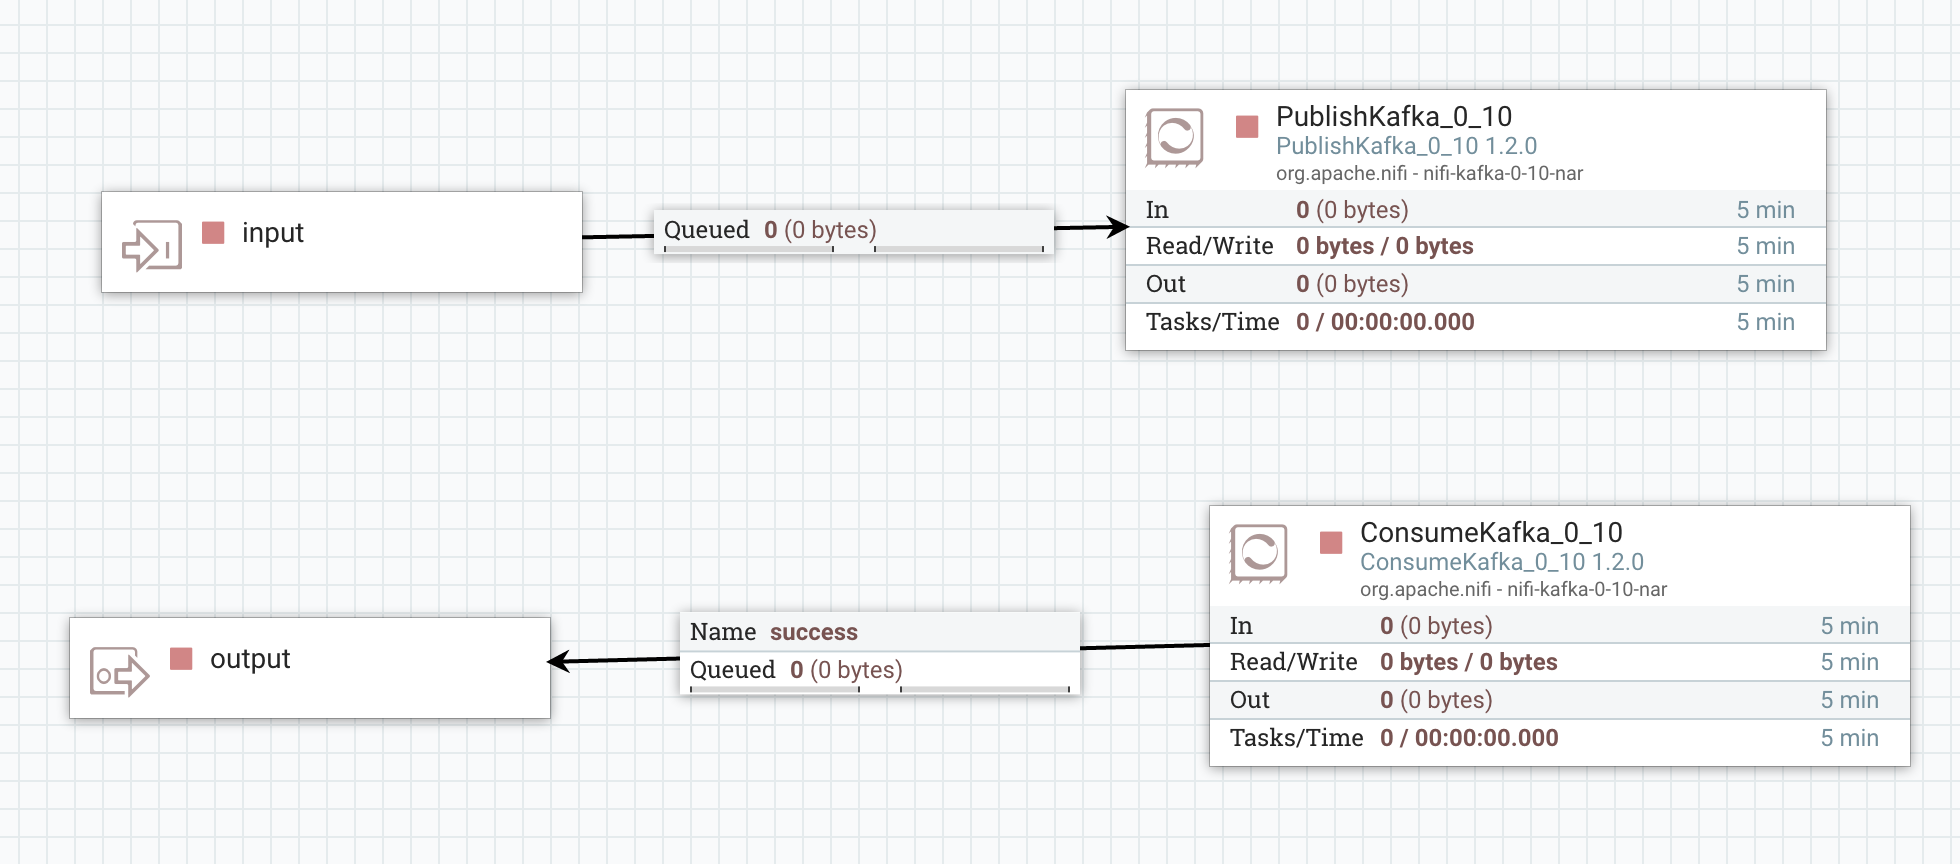 PublishKafka_0_10
PublishKafka_0_10 1.2.0
org.apache.nifi - nifi-kafka-0-10-nar
input
Queued 0 (0 bytes)
In 0 (0 bytes) 5 min
Read/Write 0 bytes / 0 bytes 5 min
Out 0 (0 bytes) 5 min
Tasks/Time 0 / 00:00:00.000 5 min
ConsumeKafka_0_10
ConsumeKafka_0_10 1.2.0
org.apache.nifi - nifi-kafka-0-10-nar
output
Name success
Queued 0 (0 bytes)
In 0 (0 bytes) 5 min
Read/Write 0 bytes / 0 bytes 5 min
Out 0 (0 bytes) 5 min
Tasks/Time 0 / 00:00:00.000 5 min